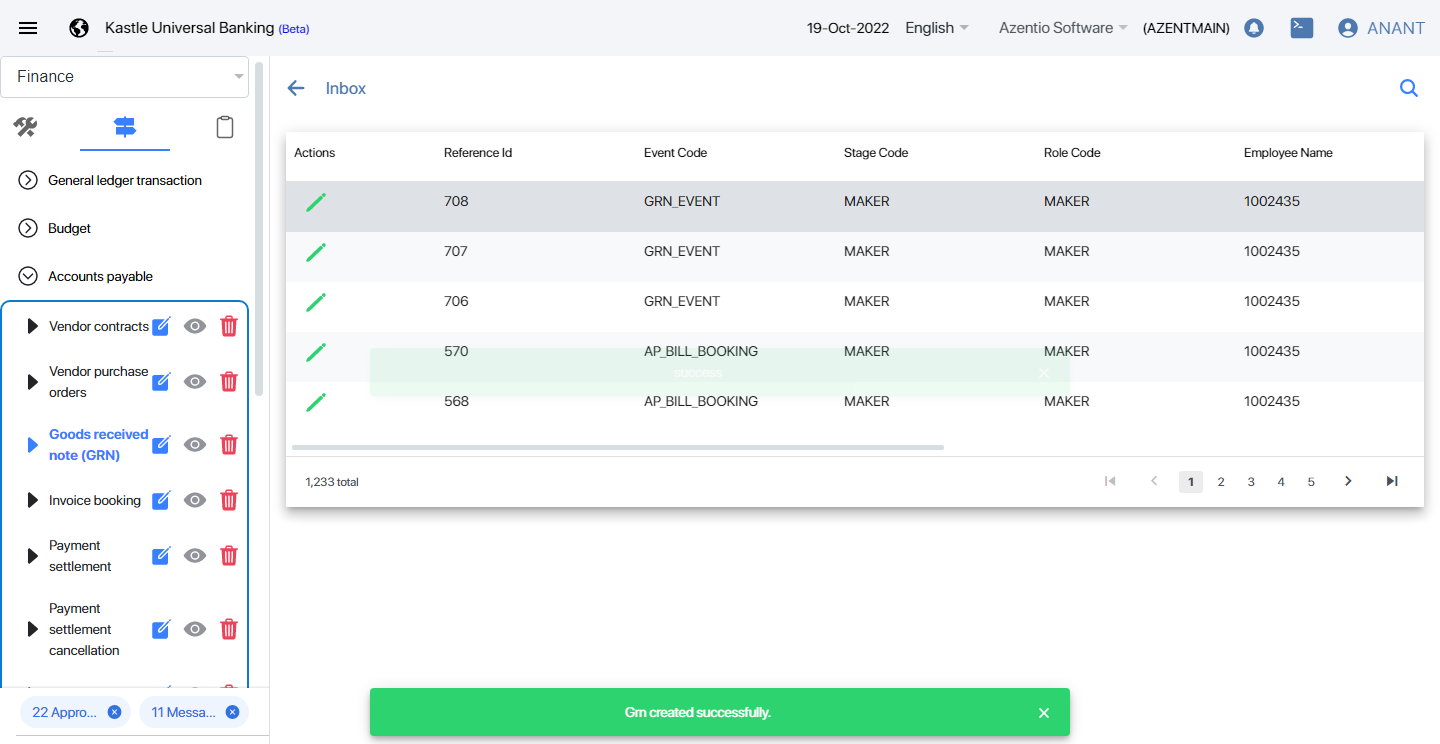 Kastle Universal Banking (Beta)
19-Oct-2022 English Azentio Software (AZENTMAIN) ANANT
Finance
Inbox
General ledger transaction
Budget
Accounts payable
Vendor contracts
Vendor purchase
orders
Goods received
note (GRN)
Invoice booking
Payment
settlement
Payment
settlement
cancellation
22 Appro...
11 Messa...
Actions Reference Id Event Code Stage Code Role Code Employee Name
708 GRN_EVENT MAKER MAKER 1002435
707 GRN_EVENT MAKER MAKER 1002435
706 GRN_EVENT MAKER MAKER 1002435
570 AP_BILL_BOOKING MAKER MAKER 1002435
success
568 AP_BILL_BOOKING MAKER MAKER 1002435
1,233 total
1 2 3 4 5
Grn created successfully.